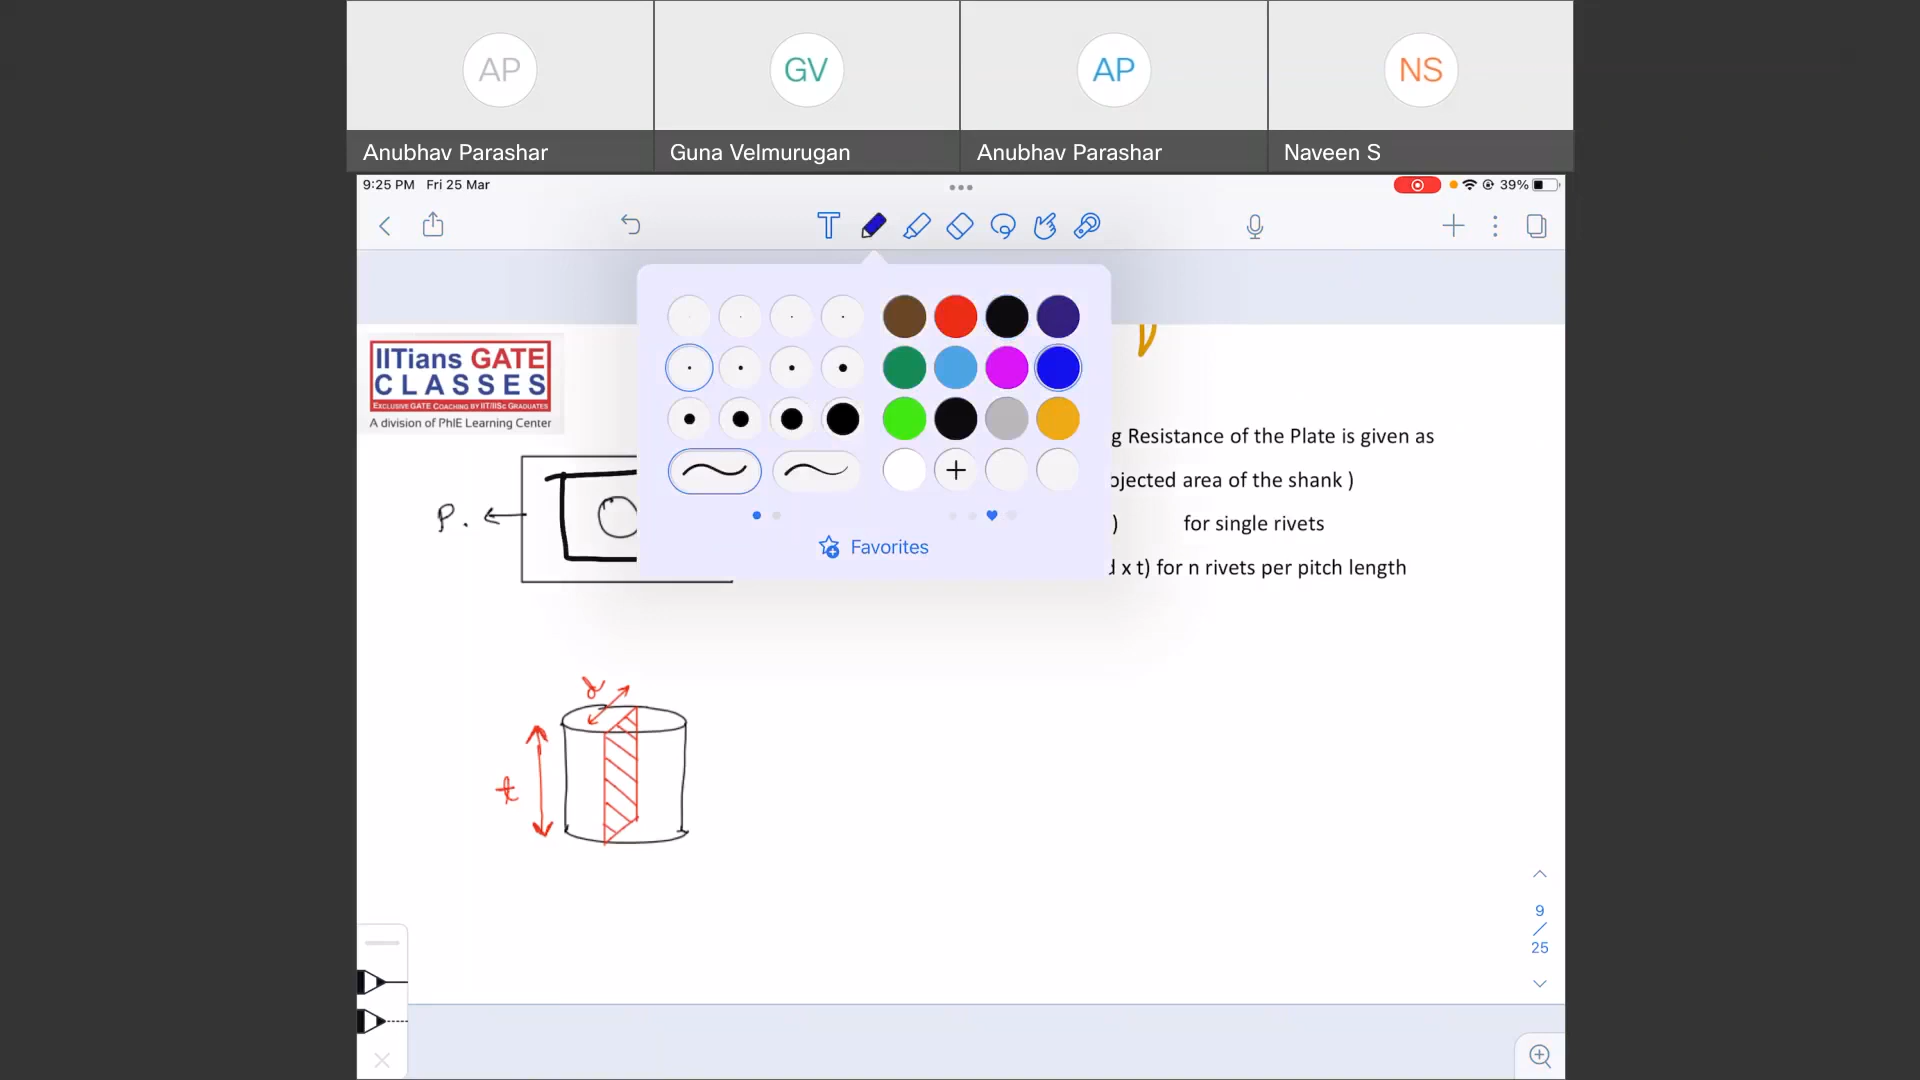 AP
GV
AP
NS
Anubhav Parashar
Guna Velmurugan
Anubhav Parashar
Naveen S
9:25 PM Fri 25 Mar
39%
T
IITians GATE
CLASSES
EXCLUSIVE GATE COACHING BY IIT/IISc GRADUATES
A division of PhIE Learning Center
g Resistance of the Plate is given as
ojected area of the shank )
) for single rivets
d x t) for n rivets per pitch length
P.
Favorites
t
9
/
25